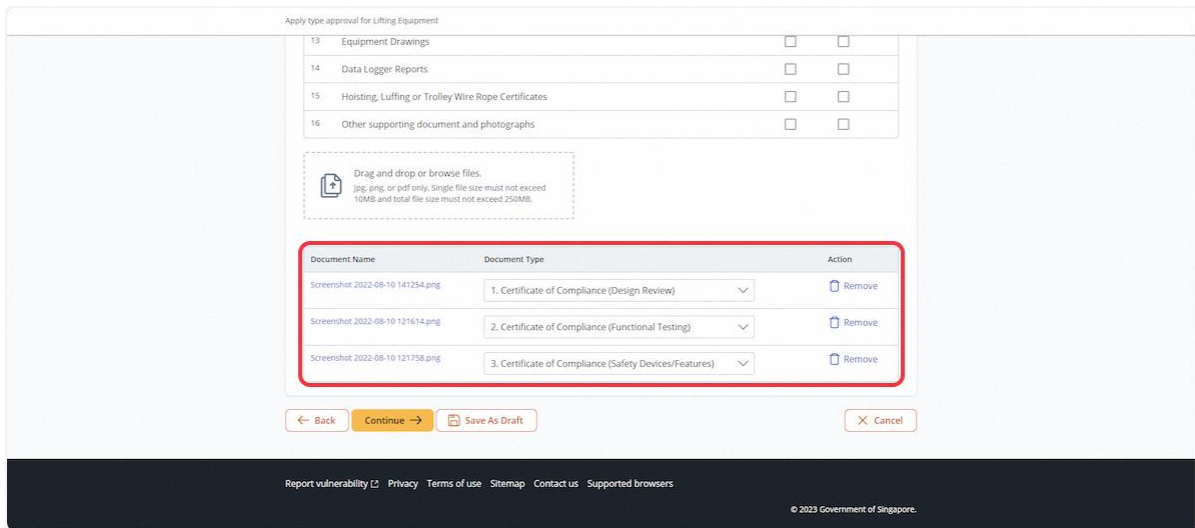 Apply type approval for Lifting Equipment
13 Equipment Drawings
14 Data Logger Reports
15 Hoisting, Luffing or Trolley Wire Rope Certificates
16 Other supporting document and photographs
Drag and drop or browse files.
jpg, png, or pdf only. Single file size must not exceed
10MB and total file size must not exceed 250MB.
Document Name Document Type Action
Screenshot 2022-08-10 141254.png 1. Certificate of Compliance (Design Review) Remove
Screenshot 2022-08-10 121614.png 2. Certificate of Compliance (Functional Testing) Remove
Screenshot 2022-08-10 121758.png 3. Certificate of Compliance (Safety Devices/Features) Remove
Back Continue Save As Draft Cancel
Report vulnerability Privacy Terms of use Sitemap Contact us Supported browsers
© 2023 Government of Singapore.